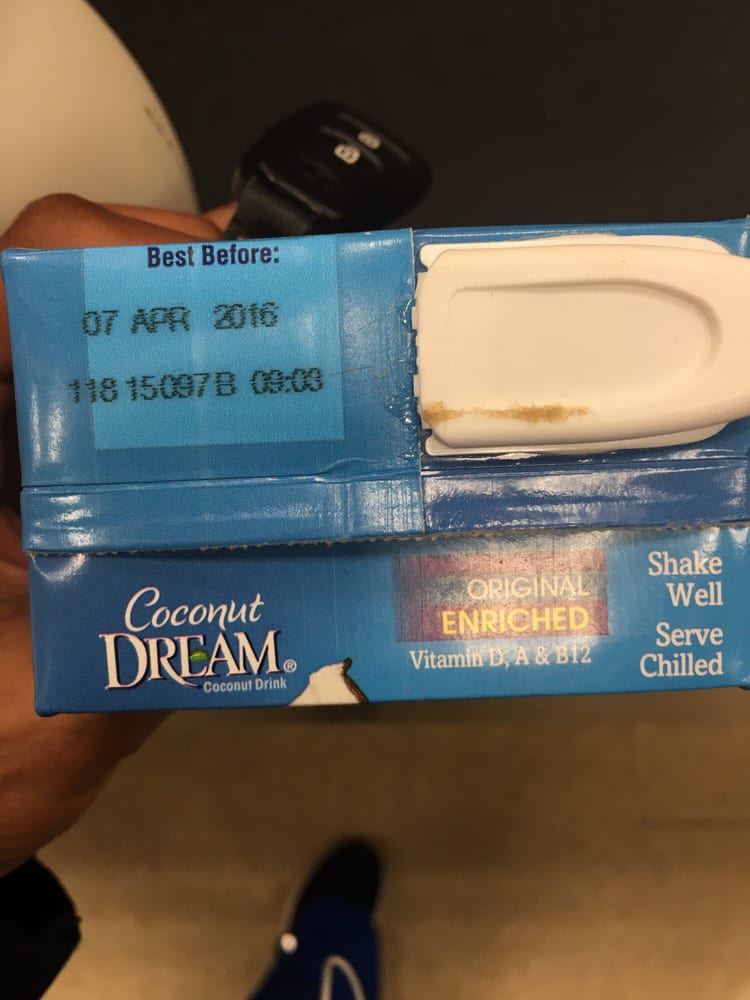 Best Before:
07 APR 2016
118 15097B 09:03
Coconut
DREAM®
Coconut Drink
ORIGINAL
ENRICHED
Vitamin D, A & B12
Shake
Well
Serve
Chilled